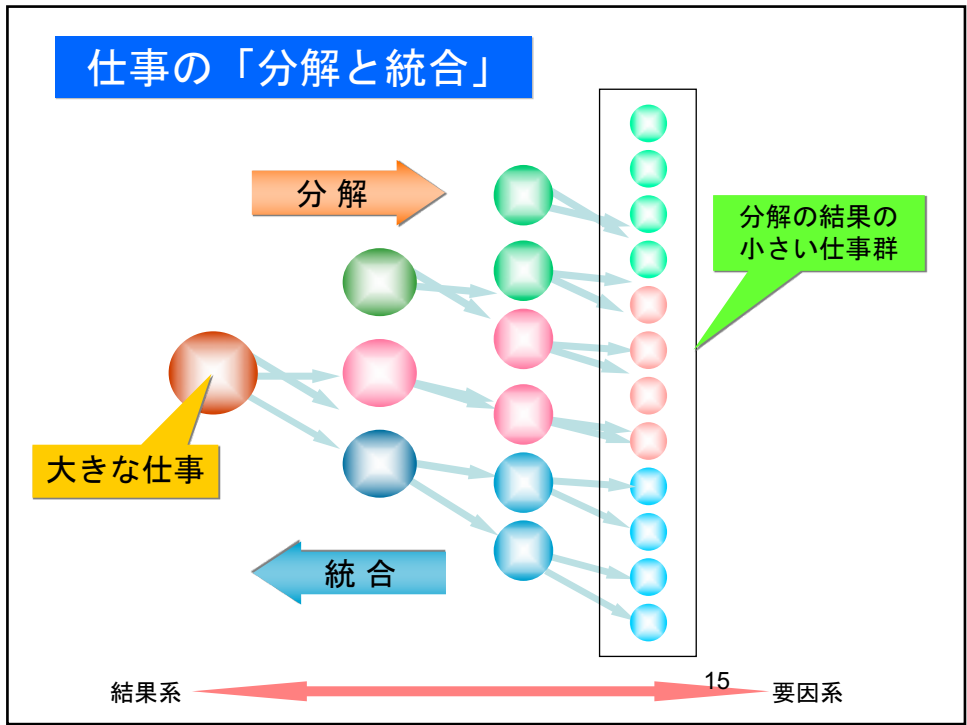 仕事の「分解と統合」
分 解
分解の結果の
小さい仕事群
大きな仕事
統 合
結果系
15
要因系